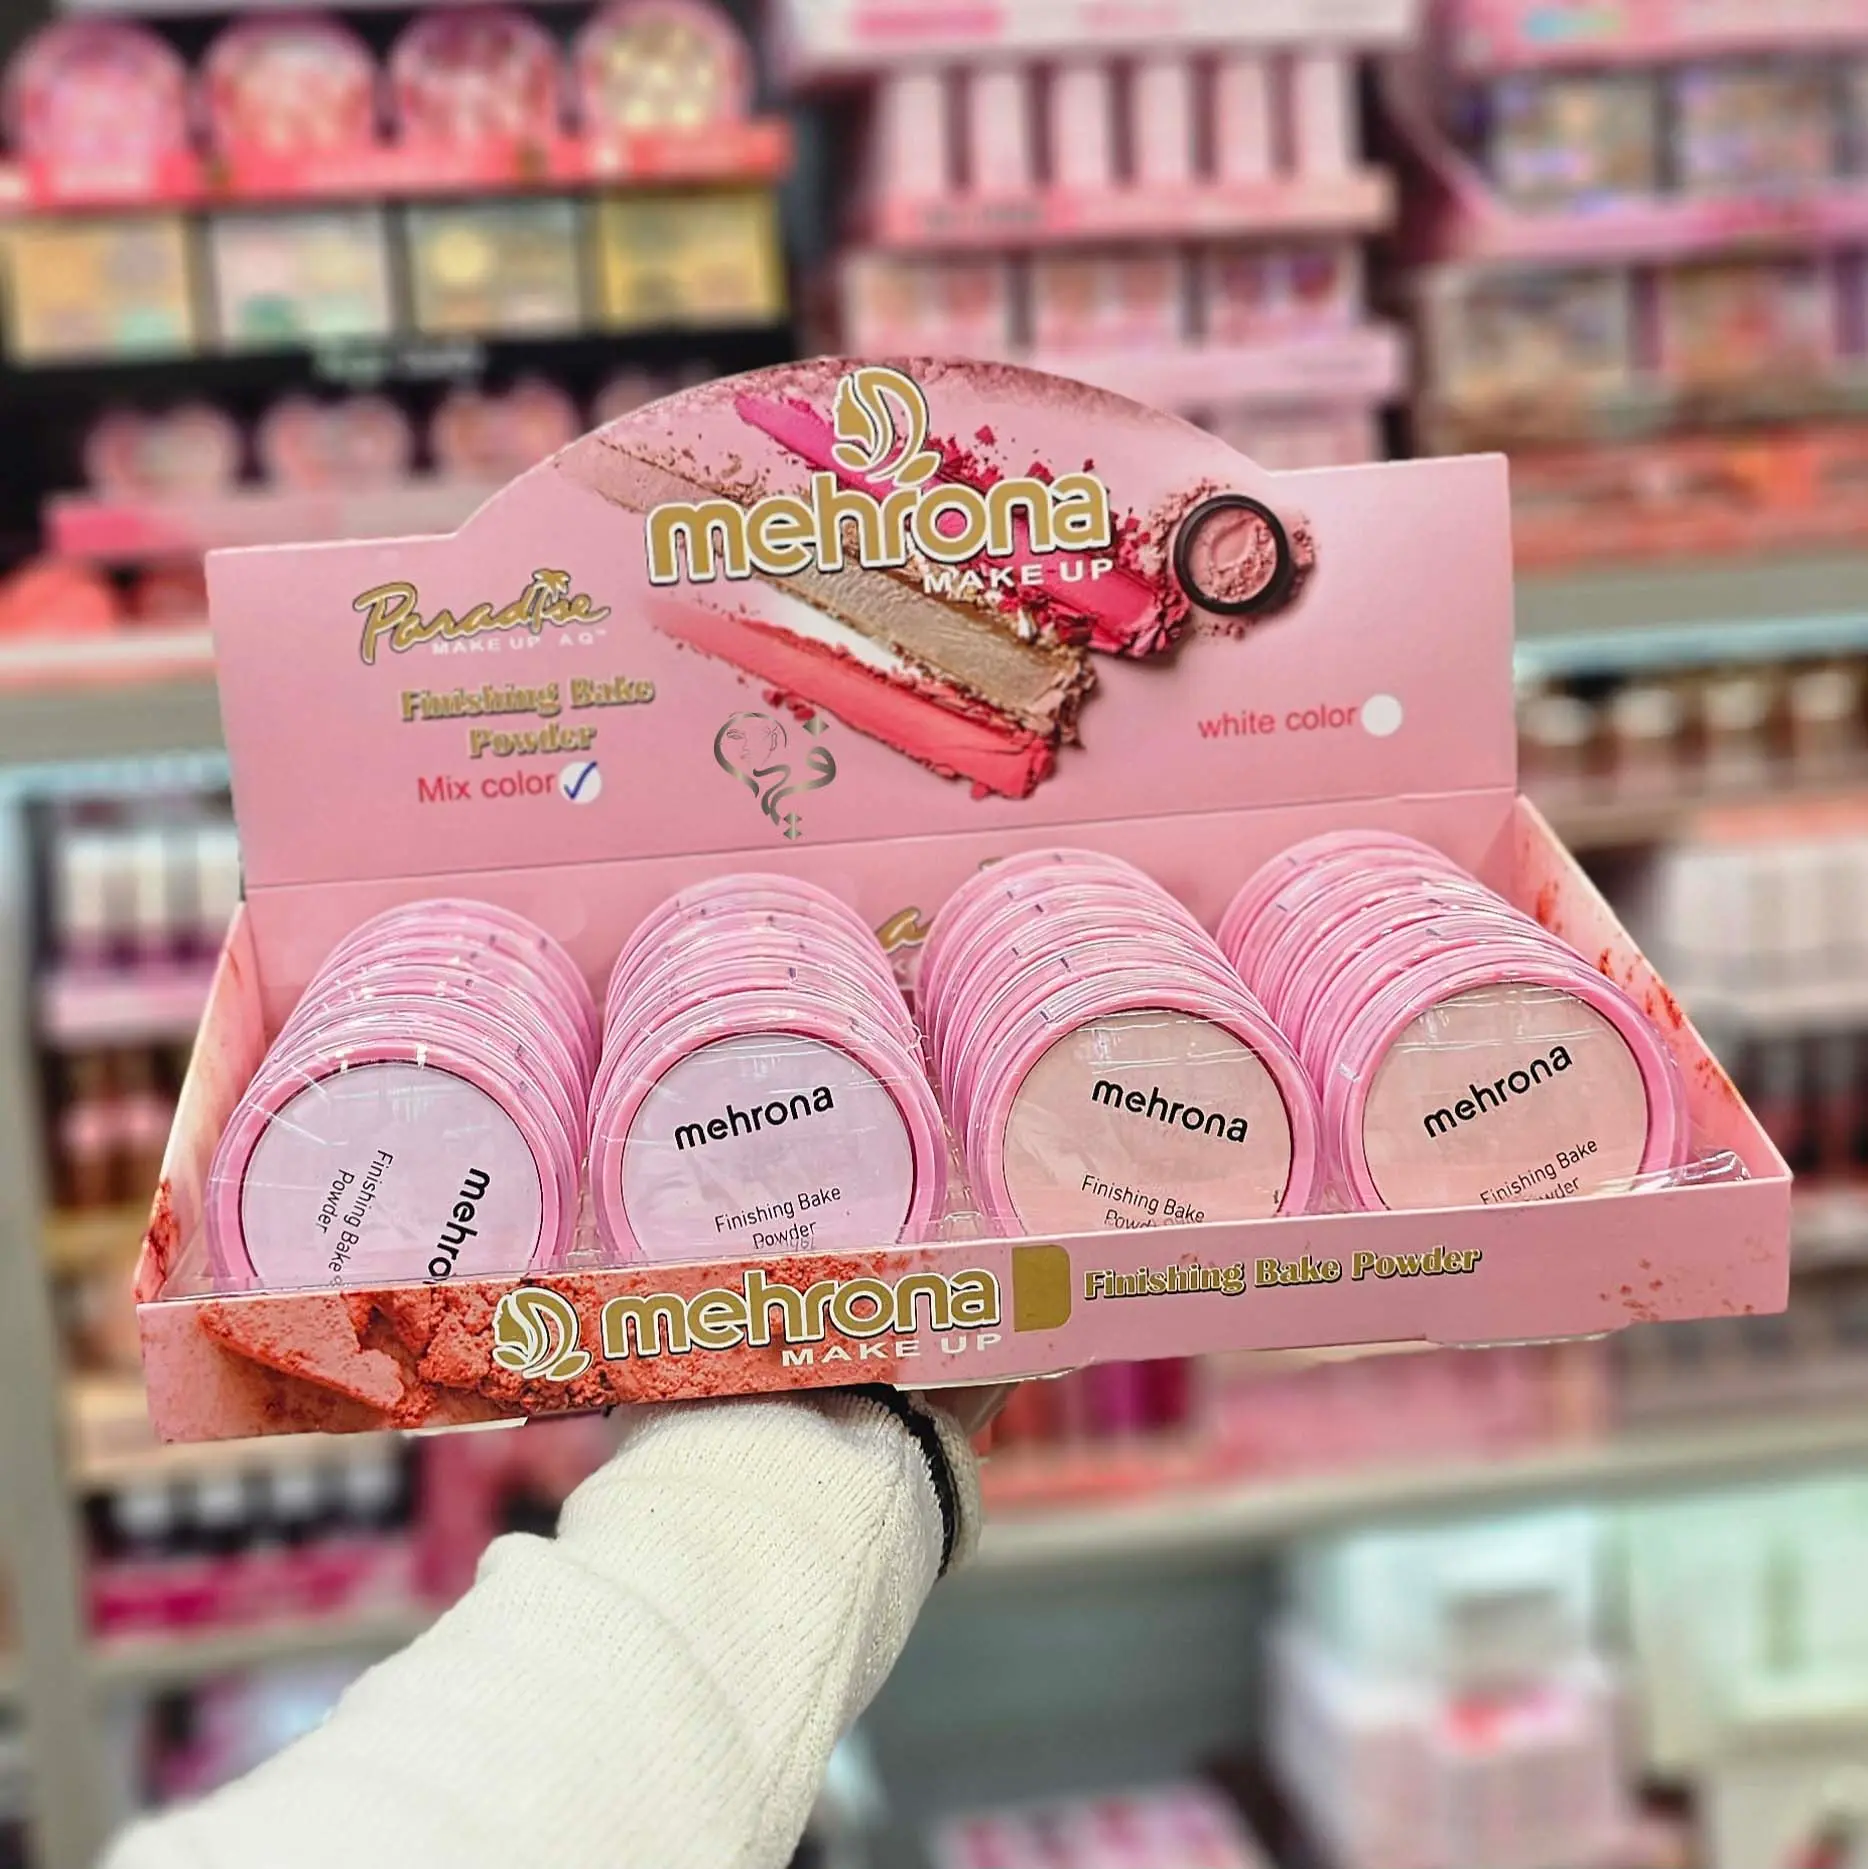 mehrona
MAKE UP
Paradise
MAKE UP AQ™
Finishing Bake
Powder
Mix color
white color
mehrona
Finishing Bake
Powder
mehrona
Finishing Bake
Powder
mehrona
Finishing Bake
mehrona
Finishing Bake
mehrona
MAKE UP
Finishing Bake Powder